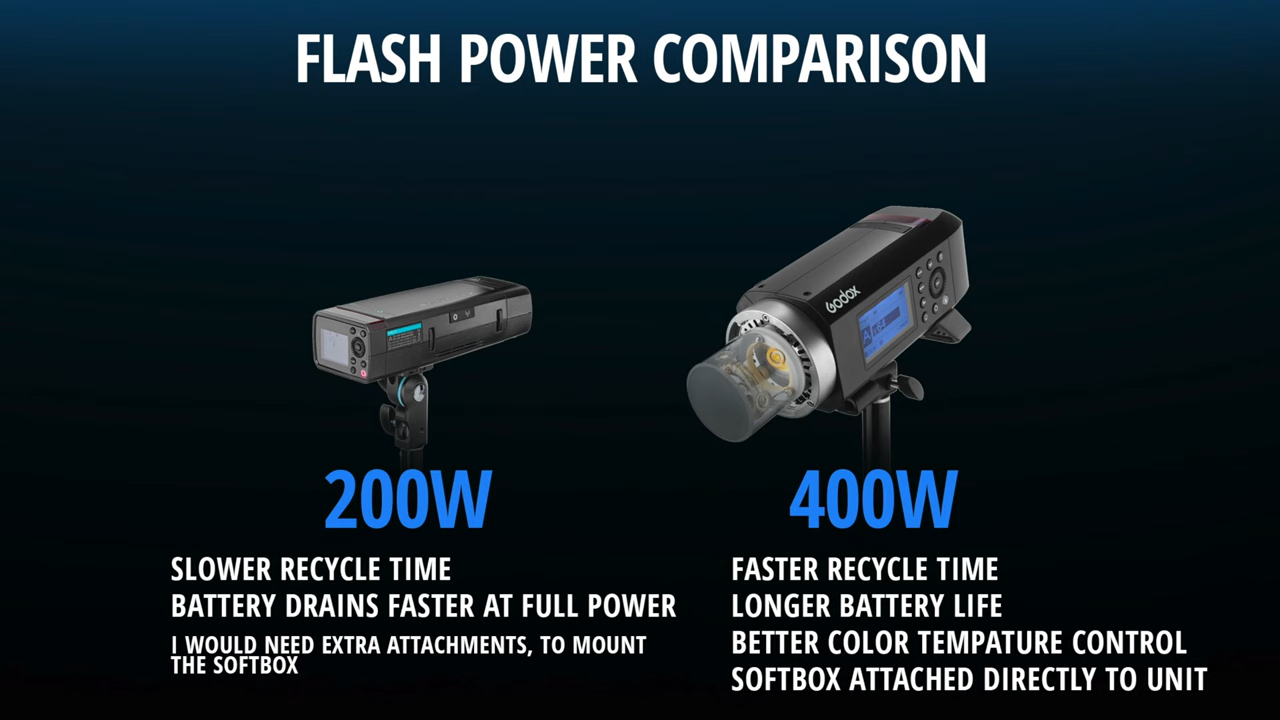 FLASH POWER COMPARISON
Godox
200W
SLOWER RECYCLE TIME
BATTERY DRAINS FASTER AT FULL POWER
I WOULD NEED EXTRA ATTACHMENTS, TO MOUNT
THE SOFTBOX
400W
FASTER RECYCLE TIME
LONGER BATTERY LIFE
BETTER COLOR TEMPATURE CONTROL
SOFTBOX ATTACHED DIRECTLY TO UNIT